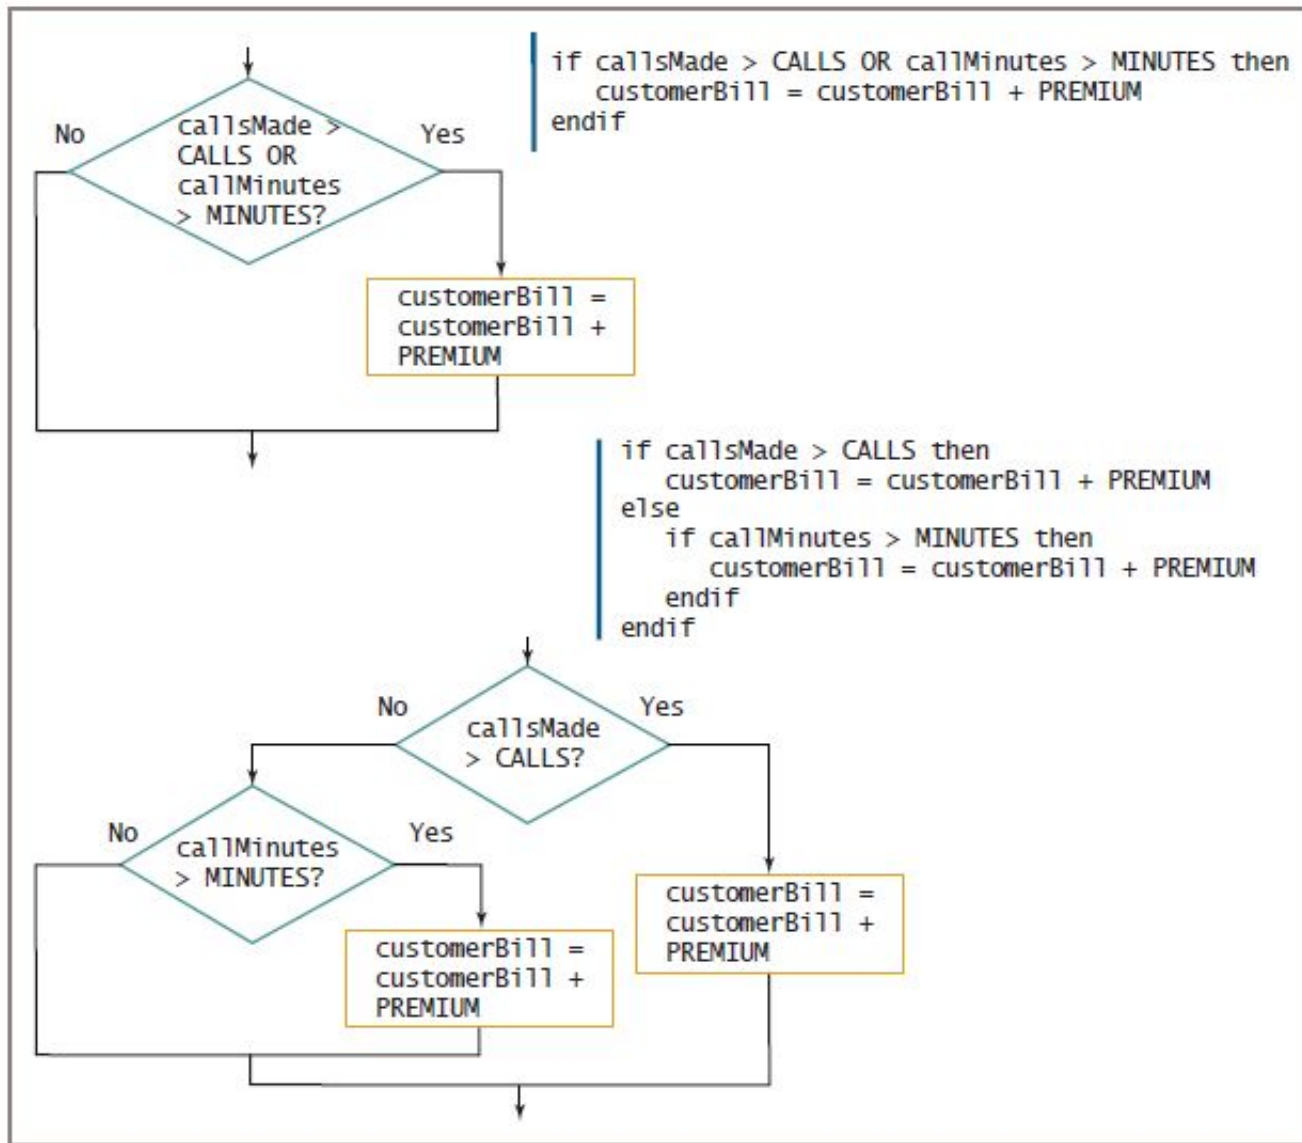 if callsMade > CALLS OR callMinutes > MINUTES then
   customerBill = customerBill + PREMIUM
endif
No
callsMade >
CALLS OR
callMinutes
> MINUTES?
Yes
customerBill =
customerBill +
PREMIUM
if callsMade > CALLS then
   customerBill = customerBill + PREMIUM
else
   if callMinutes > MINUTES then
      customerBill = customerBill + PREMIUM
   endif
endif
No
callsMade
> CALLS?
Yes
No
callMinutes
> MINUTES?
Yes
customerBill =
customerBill +
PREMIUM
customerBill =
customerBill +
PREMIUM